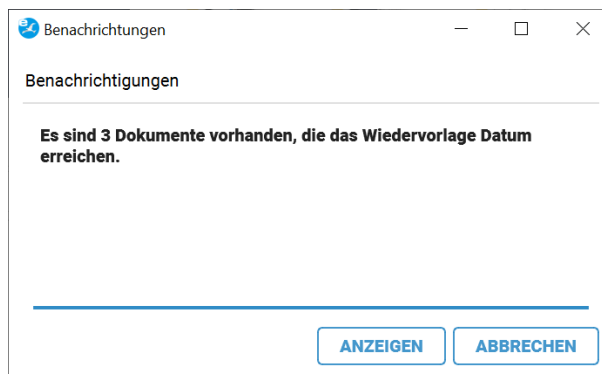 Benachrichtungen
Benachrichtigungen
Es sind 3 Dokumente vorhanden, die das Wiedervorlage Datum
erreichen.
ANZEIGEN ABBRECHEN